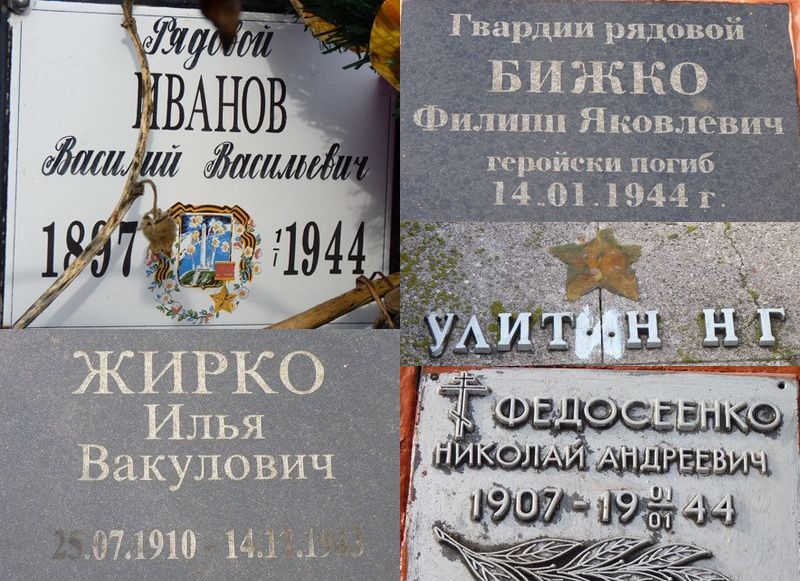 Рядовой
ИВАНОВ
Василий Васильевич
1897 1/I 1944
Гвардии рядовой
БИЖКО
Филипп Яковлевич
геройски погиб
14.01.1944 г.
УЛИТИН НГ
ЖИРКО
Илья
Вакулович
25.07.1910 - 14.12.1943
ФЕДОСЕЕНКО
НИКОЛАЙ АНДРЕЕВИЧ
1907 - 19 01/01 44